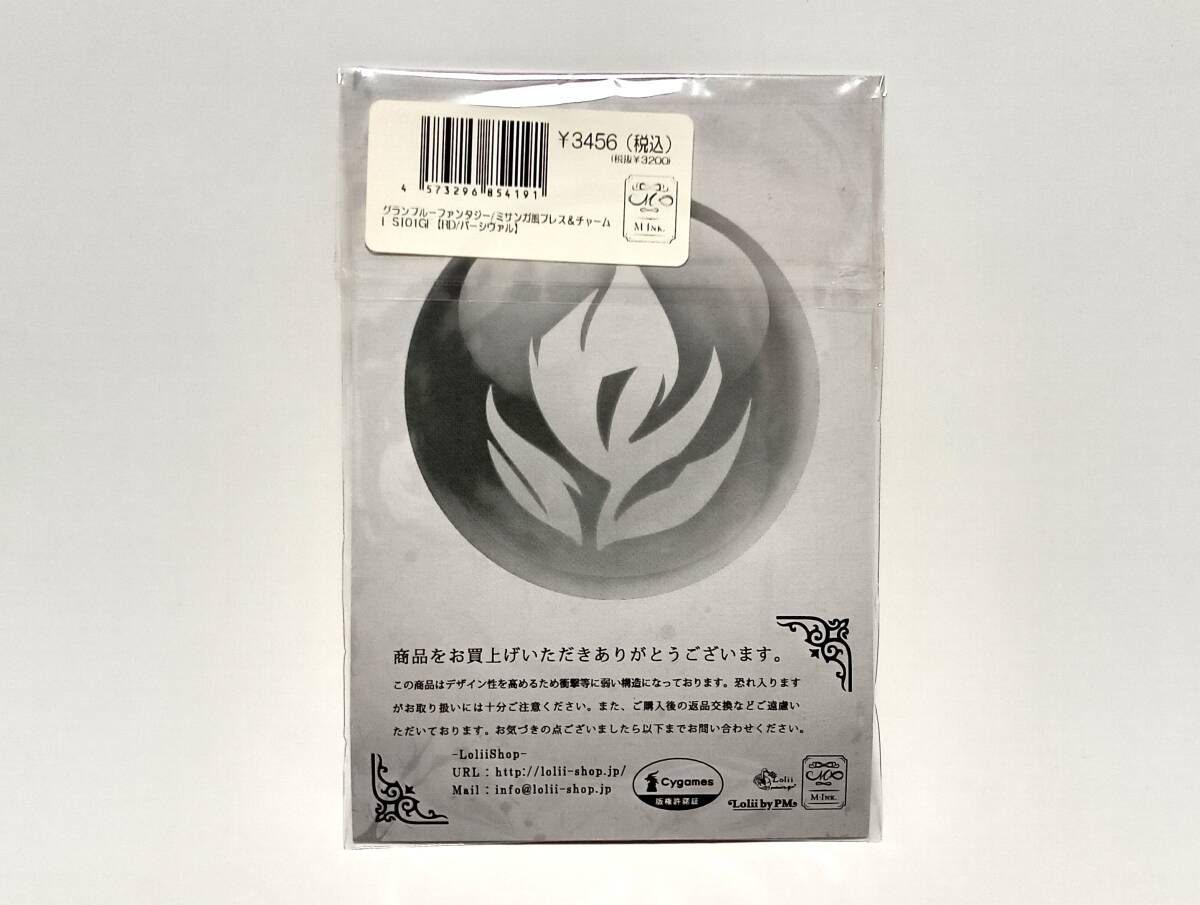 ¥3456（税込）
（税抜¥3200）
4 573296 854191
グランブルーファンタジー/ミサンガ風ブレス＆チャーム
M·Ink.
商品をお買上げいただきありがとうございます。
この商品はデザイン性を高めるため衝撃等に弱い構造になっております。恐れ入ります
がお取り扱いには十分ご注意ください。また、ご購入後の返品交換などご遠慮い
ただいております。お気づきの点ございましたら以下までお問い合わせください。
-LoliiShop-
URL：http://lolii-shop.jp/
Mail：info@lolii-shop.jp
Cygames
版権許諾証
Lolii
Lolii by PM
M·Ink.